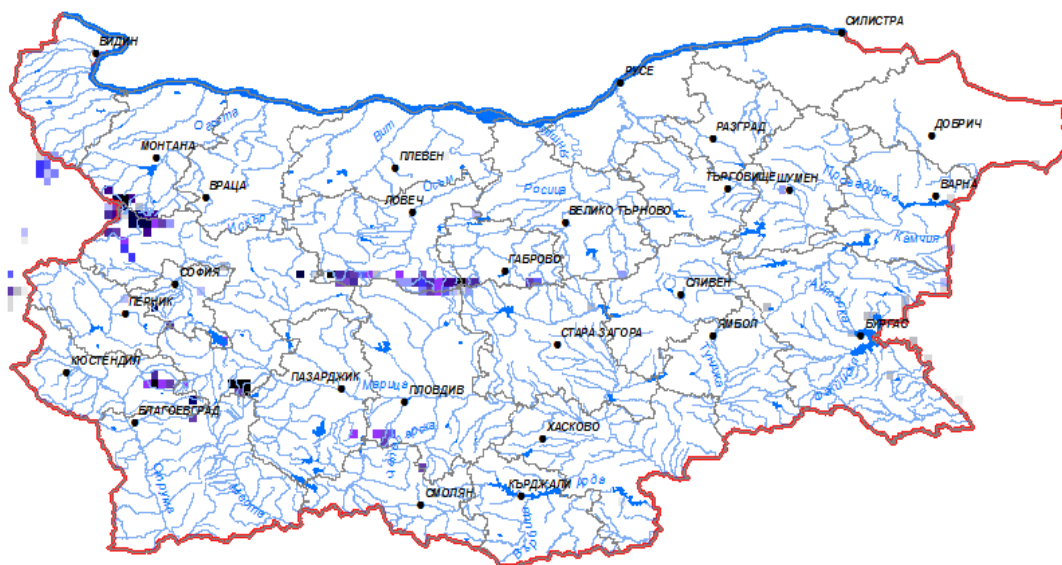 СИЛИСТРА
ВИДИН
РУСЕ
Огоста
Вит
РАЗГРАД
ДОБРИЧ
МОНТАНА
ПЛЕВЕН
Осъм
Росица
ТЪРГОВИЩЕ
ШУМЕН
ВРАЦА
ВАРНА
ЛОВЕЧ
ВЕЛИКО ТЪРНОВО
Искър
Камчия
ГАБРОВО
СОФИЯ
СЛИВЕН
ПЕРНИК
СТАРА ЗАГОРА
ЯМБОЛ
БУРГАС
Тунджа
КЮСТЕНДИЛ
ПАЗАРДЖИК
Марица
ПЛОВДИВ
БЛАГОЕВГРАД
ХАСКОВО
Струма
Места
СМОЛЯН
КЪРДЖАЛИ